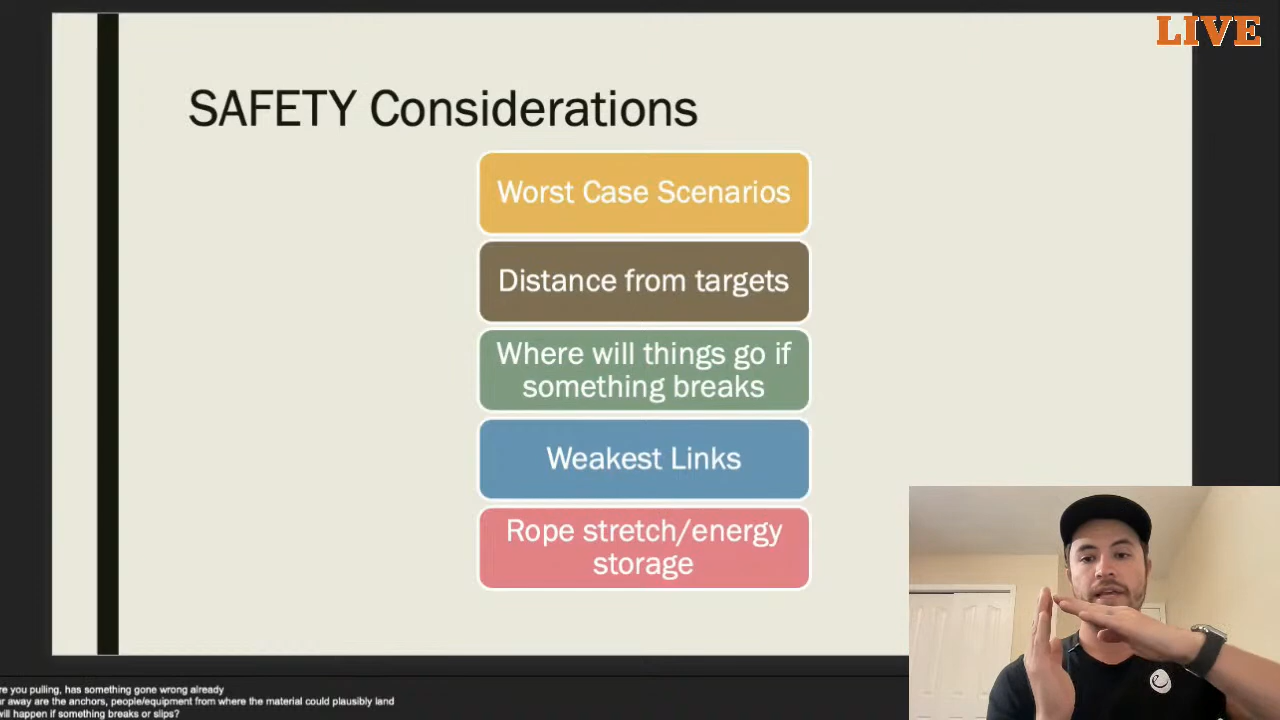 LIVE
SAFETY Considerations
Worst Case Scenarios
Distance from targets
Where will things go if
something breaks
Weakest Links
Rope stretch/energy
storage
you pulling, has something gone wrong already
away are the anchors, people/equipment from where the material could plausibly land
will happen if something breaks or slips?